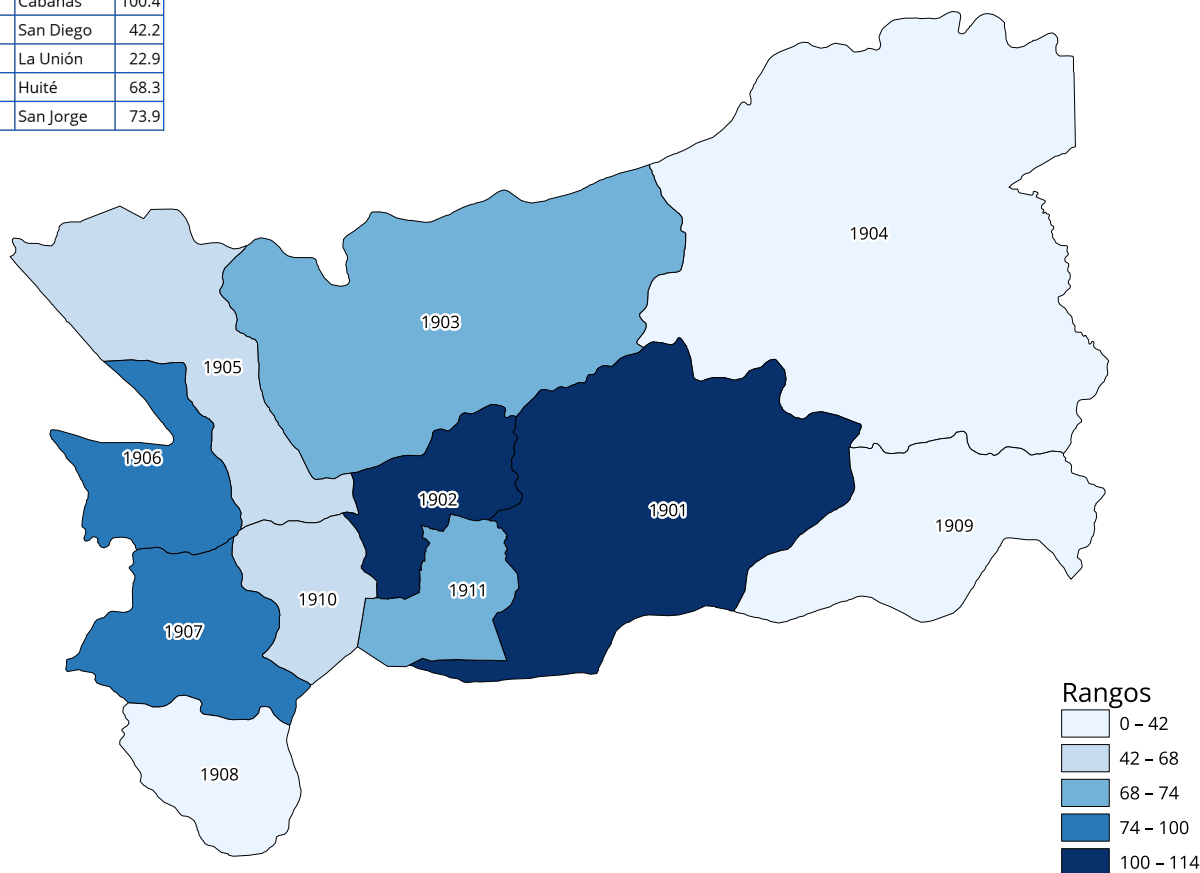 Cabañas 100.4
San Diego 42.2
La Unión 22.9
Huité 68.3
San Jorge 73.9
1904
1903
1905
1906
1902
1901
1909
1911
1910
1907
1908
Rangos
0 – 42
42 – 68
68 – 74
74 – 100
100 – 114